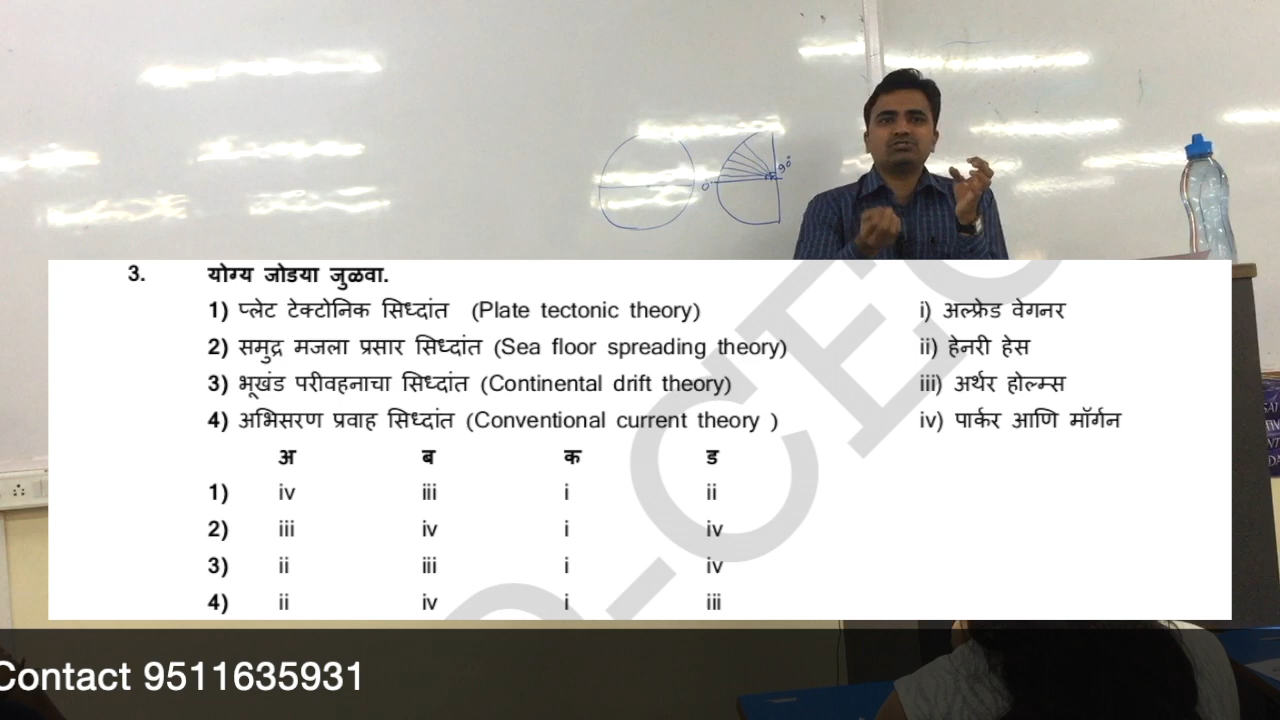 0° 90°
3. योग्य जोडया जुळवा.
1) प्लेट टेक्टोनिक सिध्दांत (Plate tectonic theory) i) अल्फ्रेड वेगनर
2) समुद्र मजला प्रसार सिध्दांत (Sea floor spreading theory) ii) हेनरी हेस
3) भूखंड परीवहनाचा सिध्दांत (Continental drift theory) iii) अर्थर होल्म्स
4) अभिसरण प्रवाह सिध्दांत (Conventional current theory ) iv) पार्कर आणि मॉर्गन
अ ब क ड
1) iv iii i ii
2) iii iv i iv
3) ii iii i iv
4) ii iv i iii
Contact 9511635931